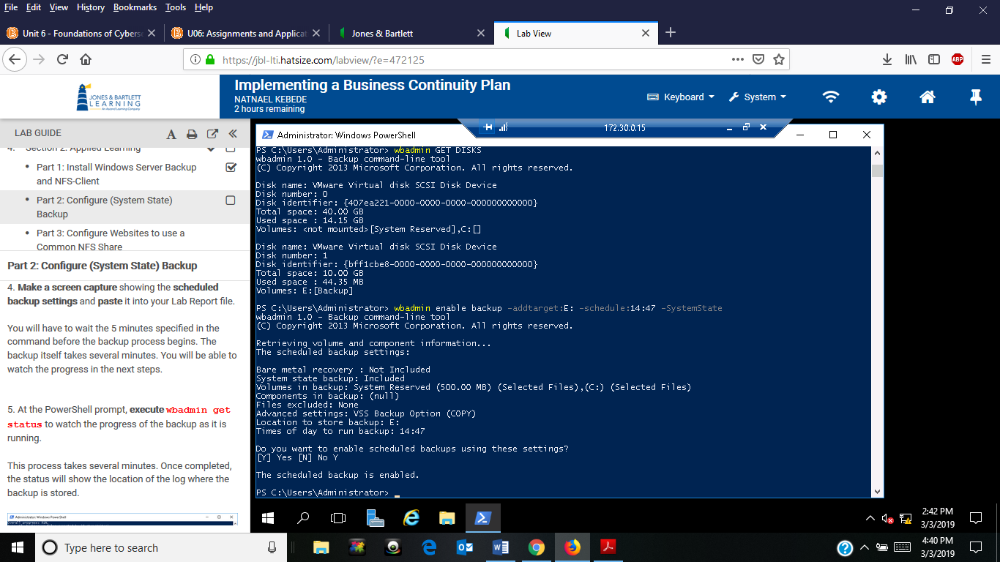 File Edit View History Bookmarks Tools Help
Unit 6 - Foundations of Cyberse
U06: Assignments and Applicat
Jones & Bartlett
Lab View
https://jbl-lti.hatsize.com/labview/?e=472125
ABP
JONES & BARTLETT
LEARNING
An Ascend Learning Company
Implementing a Business Continuity Plan
NATNAEL KEBEDE
2 hours remaining
Keyboard
System
LAB GUIDE
4. Section 2: Applied Learning
• Part 1: Install Windows Server Backup
and NFS-Client
• Part 2: Configure (System State)
Backup
• Part 3: Configure Websites to use a
Common NFS Share
Part 2: Configure (System State) Backup
4. Make a screen capture showing the scheduled
backup settings and paste it into your Lab Report file.
You will have to wait the 5 minutes specified in the
command before the backup process begins. The
backup itself takes several minutes. You will be able to
watch the progress in the next steps.
5. At the PowerShell prompt, execute wbadmin get
status to watch the progress of the backup as it is
running.
This process takes several minutes. Once completed,
the status will show the location of the log where the
backup is stored.
Administrator: Windows PowerShell
172.30.0.15
Administrator: Windows PowerShell
PS C:\Users\Administrator> wbadmin GET DISKS
wbadmin 1.0 - Backup command-line tool
(C) Copyright 2013 Microsoft Corporation. All rights reserved.
Disk name: VMware Virtual disk SCSI Disk Device
Disk number: 0
Disk identifier: {407ea221-0000-0000-0000-000000000000}
Total space: 40.00 GB
Used space : 14.15 GB
Volumes: <not mounted>[System Reserved],C:[]
Disk name: VMware Virtual disk SCSI Disk Device
Disk number: 1
Disk identifier: {bff1cbe8-0000-0000-0000-000000000000}
Total space: 10.00 GB
Used space : 44.35 MB
Volumes: E:[Backup]
PS C:\Users\Administrator> wbadmin enable backup -addtarget:E: -schedule:14:47 -SystemState
wbadmin 1.0 - Backup command-line tool
(C) Copyright 2013 Microsoft Corporation. All rights reserved.
Retrieving volume and component information...
The scheduled backup settings:
Bare metal recovery : Not Included
System state backup: Included
Volumes in backup: System Reserved (500.00 MB) (Selected Files),(C:) (Selected Files)
Components in backup: (null)
Files excluded: None
Advanced settings: VSS Backup Option (COPY)
Location to store backup: E:
Times of day to run backup: 14:47
Do you want to enable scheduled backups using these settings?
[Y] Yes [N] No Y
The scheduled backup is enabled.
PS C:\Users\Administrator>
2:42 PM
3/3/2019
Type here to search
4:40 PM
3/3/2019